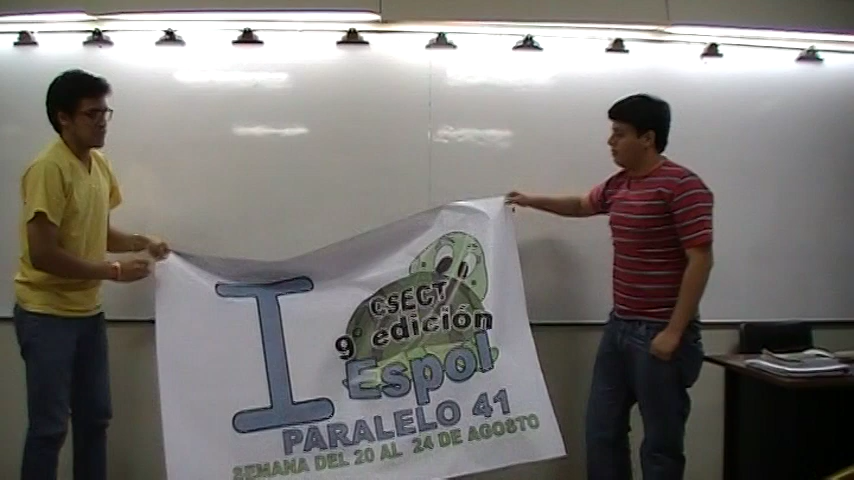 I
CSECT
9° edición
Espol
PARALELO 41
SEMANA DEL 20 AL 24 DE AGOSTO